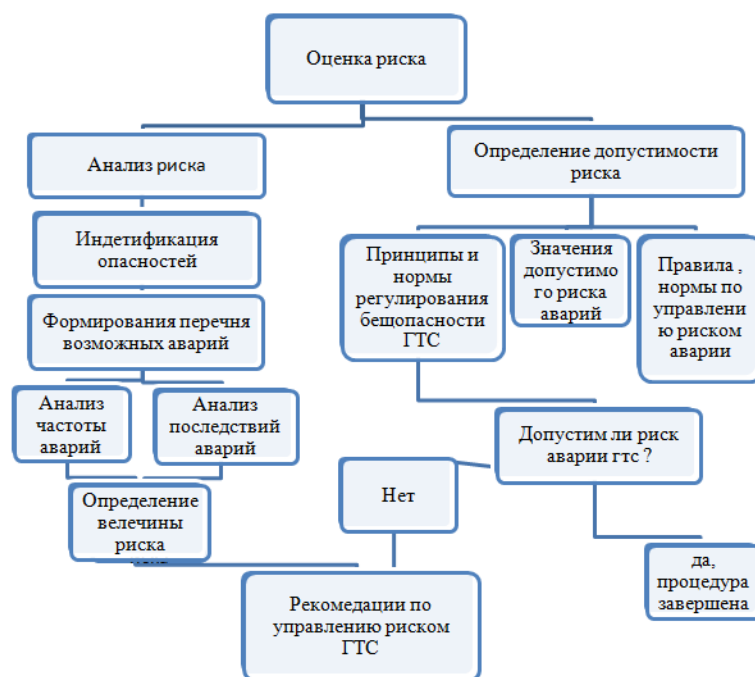 Оценка риска
Анализ риска
Определение допустимости
риска
Индетификация
опасностей
Принципы и
нормы
регулирования
бещопасности
ГТС
Значения
допустимо
го риска
аварий
Правила ,
нормы по
управлени
ю риском
аварии
Формирования перечня
возможных аварий
Анализ
частоты
аварий
Анализ
последствий
аварий
Допустим ли риск
аварии гтс ?
Нет
Определение
велечины
риска
да,
процедура
завершена
Рекомедации по
управлению риском
ГТС